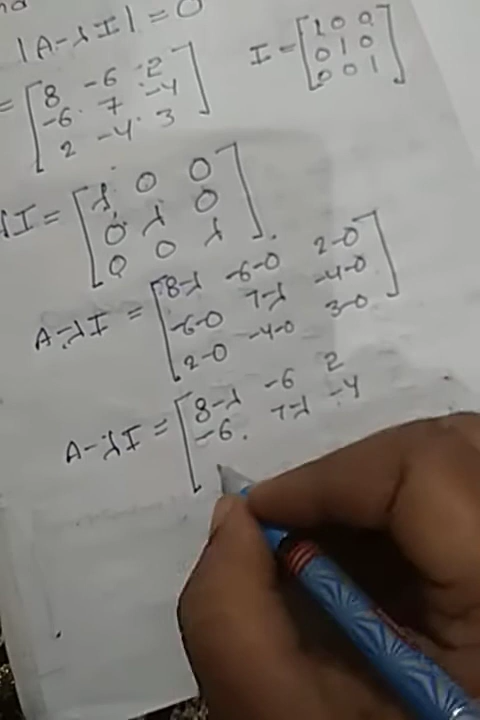 |A-λI| = 0
= [8 -6 2
-6 7 -4
2 -4 3]
I = [1 0 0
0 1 0
0 0 1]
λI = [λ 0 0
0 λ 0
0 0 λ].
A-λI = [8-λ -6-0 2-0
-6-0 7-λ -4-0
2-0 -4-0 3-0]
A-λI = [8-λ -6 2
-6 7-λ -4